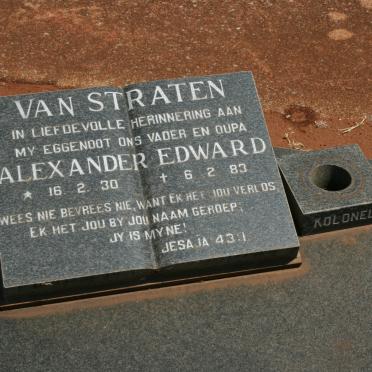 VAN STRATEN
IN LIEFDEVOLLE HERINNERING AAN
MY EGGENOOT ONS VADER EN OUPA
ALEXANDER EDWARD
* 16. 2. 30 + 6. 2. 83
WEES NIE BEVREES NIE, WANT EK HET JOU VERLOS,
EK HET JOU BY JOU NAAM GEROEP;
JY IS MYNE!
JESAJA 43:1
KOLONEL